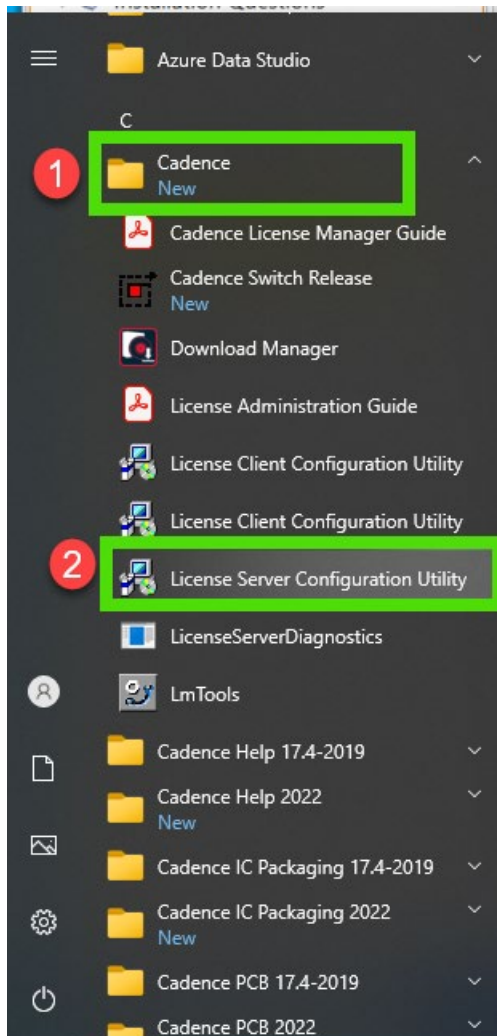 Installation Questions
Azure Data Studio
C
1
Cadence
New
Cadence License Manager Guide
Cadence Switch Release
New
Download Manager
License Administration Guide
License Client Configuration Utility
License Client Configuration Utility
2
License Server Configuration Utility
LicenseServerDiagnostics
LmTools
Cadence Help 17.4-2019
Cadence Help 2022
New
Cadence IC Packaging 17.4-2019
Cadence IC Packaging 2022
New
Cadence PCB 17.4-2019
Cadence PCB 2022